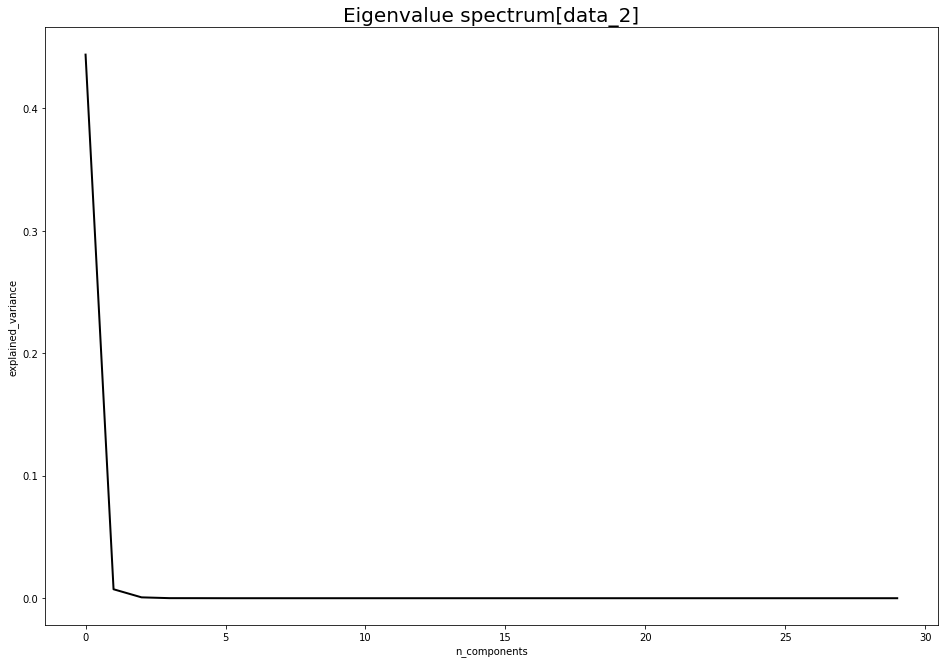 Eigenvalue spectrum[data_2]
explained_variance
0.4
0.3
0.2
0.1
0.0
0 5 10 15 20 25 30
n_components